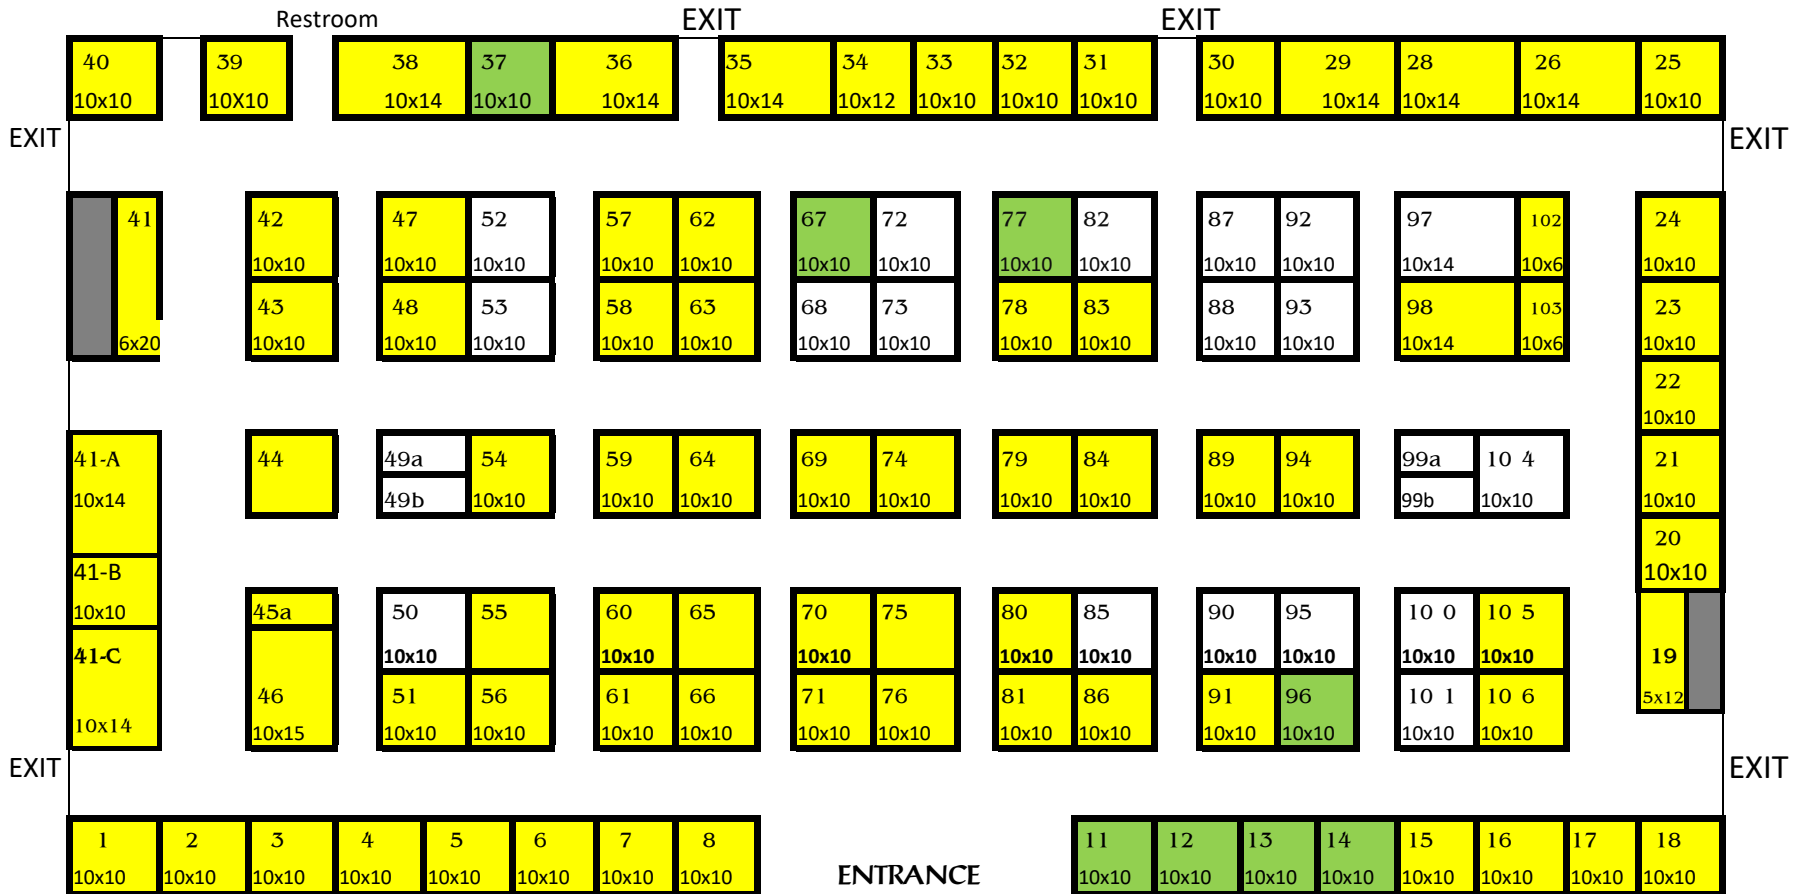 Restroom EXIT EXIT
40 39 38 37 36 35 34 33 32 31 30 29 28 26 25
10x10 10X10 10x14 10x10 10x14 10x14 10x12 10x10 10x10 10x10 10x10 10x14 10x14 10x14 10x10
EXIT EXIT
41 42 47 52 57 62 67 72 77 82 87 92 97 102 24
10x10 10x10 10x10 10x10 10x10 10x10 10x10 10x10 10x10 10x10 10x10 10x14 10x6 10x10
43 48 53 58 63 68 73 78 83 88 93 98 103 23
6x20 10x10 10x10 10x10 10x10 10x10 10x10 10x10 10x10 10x10 10x10 10x10 10x14 10x6 10x10
22
10x10
41-A 44 49a 54 59 64 69 74 79 84 89 94 99a 10 4 21
10x14 49b 10x10 10x10 10x10 10x10 10x10 10x10 10x10 10x10 10x10 99b 10x10 10x10
20
41-B 10x10
10x10 45a 50 55 60 65 70 75 80 85 90 95 10 0 10 5
41-C 10x10 10x10 10x10 10x10 10x10 10x10 10x10 10x10 10x10 19
46 51 56 61 66 71 76 81 86 91 96 10 1 10 6 5x12
10x14 10x15 10x10 10x10 10x10 10x10 10x10 10x10 10x10 10x10 10x10 10x10 10x10 10x10
EXIT EXIT
1 2 3 4 5 6 7 8 11 12 13 14 15 16 17 18
10x10 10x10 10x10 10x10 10x10 10x10 10x10 10x10 ENTRANCE 10x10 10x10 10x10 10x10 10x10 10x10 10x10 10x10